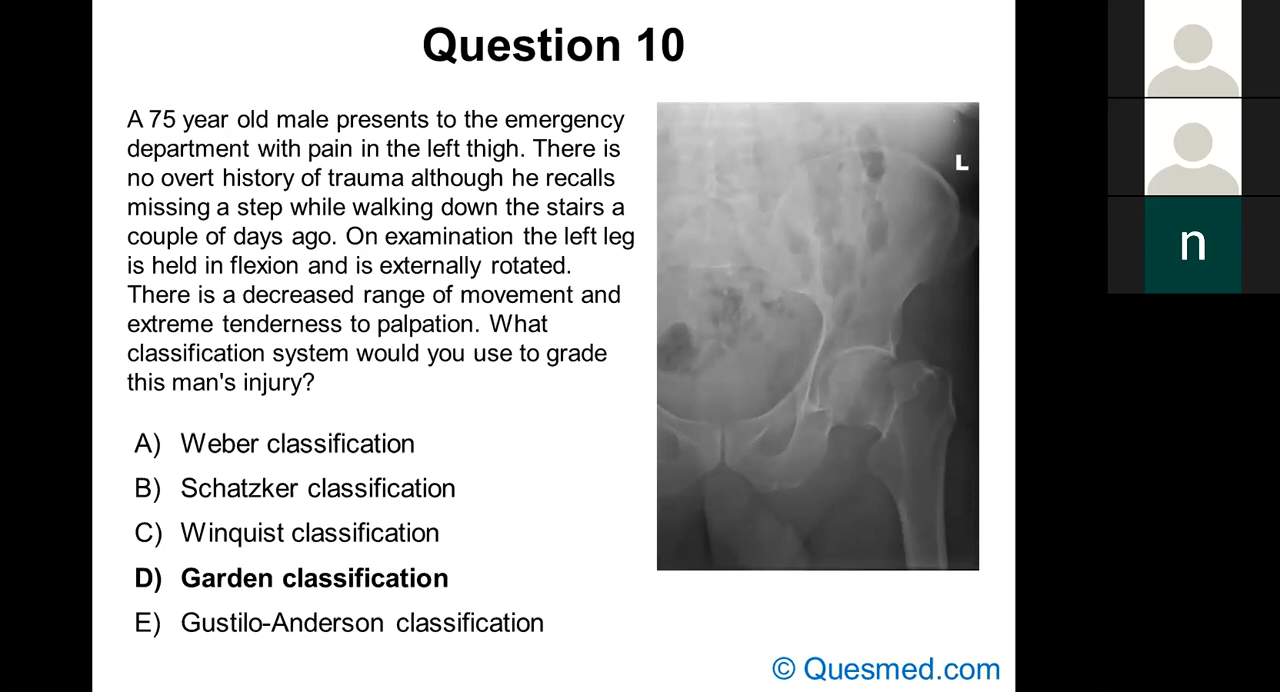 Question 10
A 75 year old male presents to the emergency
department with pain in the left thigh. There is
no overt history of trauma although he recalls
missing a step while walking down the stairs a
couple of days ago. On examination the left leg
is held in flexion and is externally rotated.
There is a decreased range of movement and
extreme tenderness to palpation. What
classification system would you use to grade
this man's injury?
A) Weber classification
B) Schatzker classification
C) Winquist classification
D) Garden classification
E) Gustilo-Anderson classification
L
© Quesmed.com
n